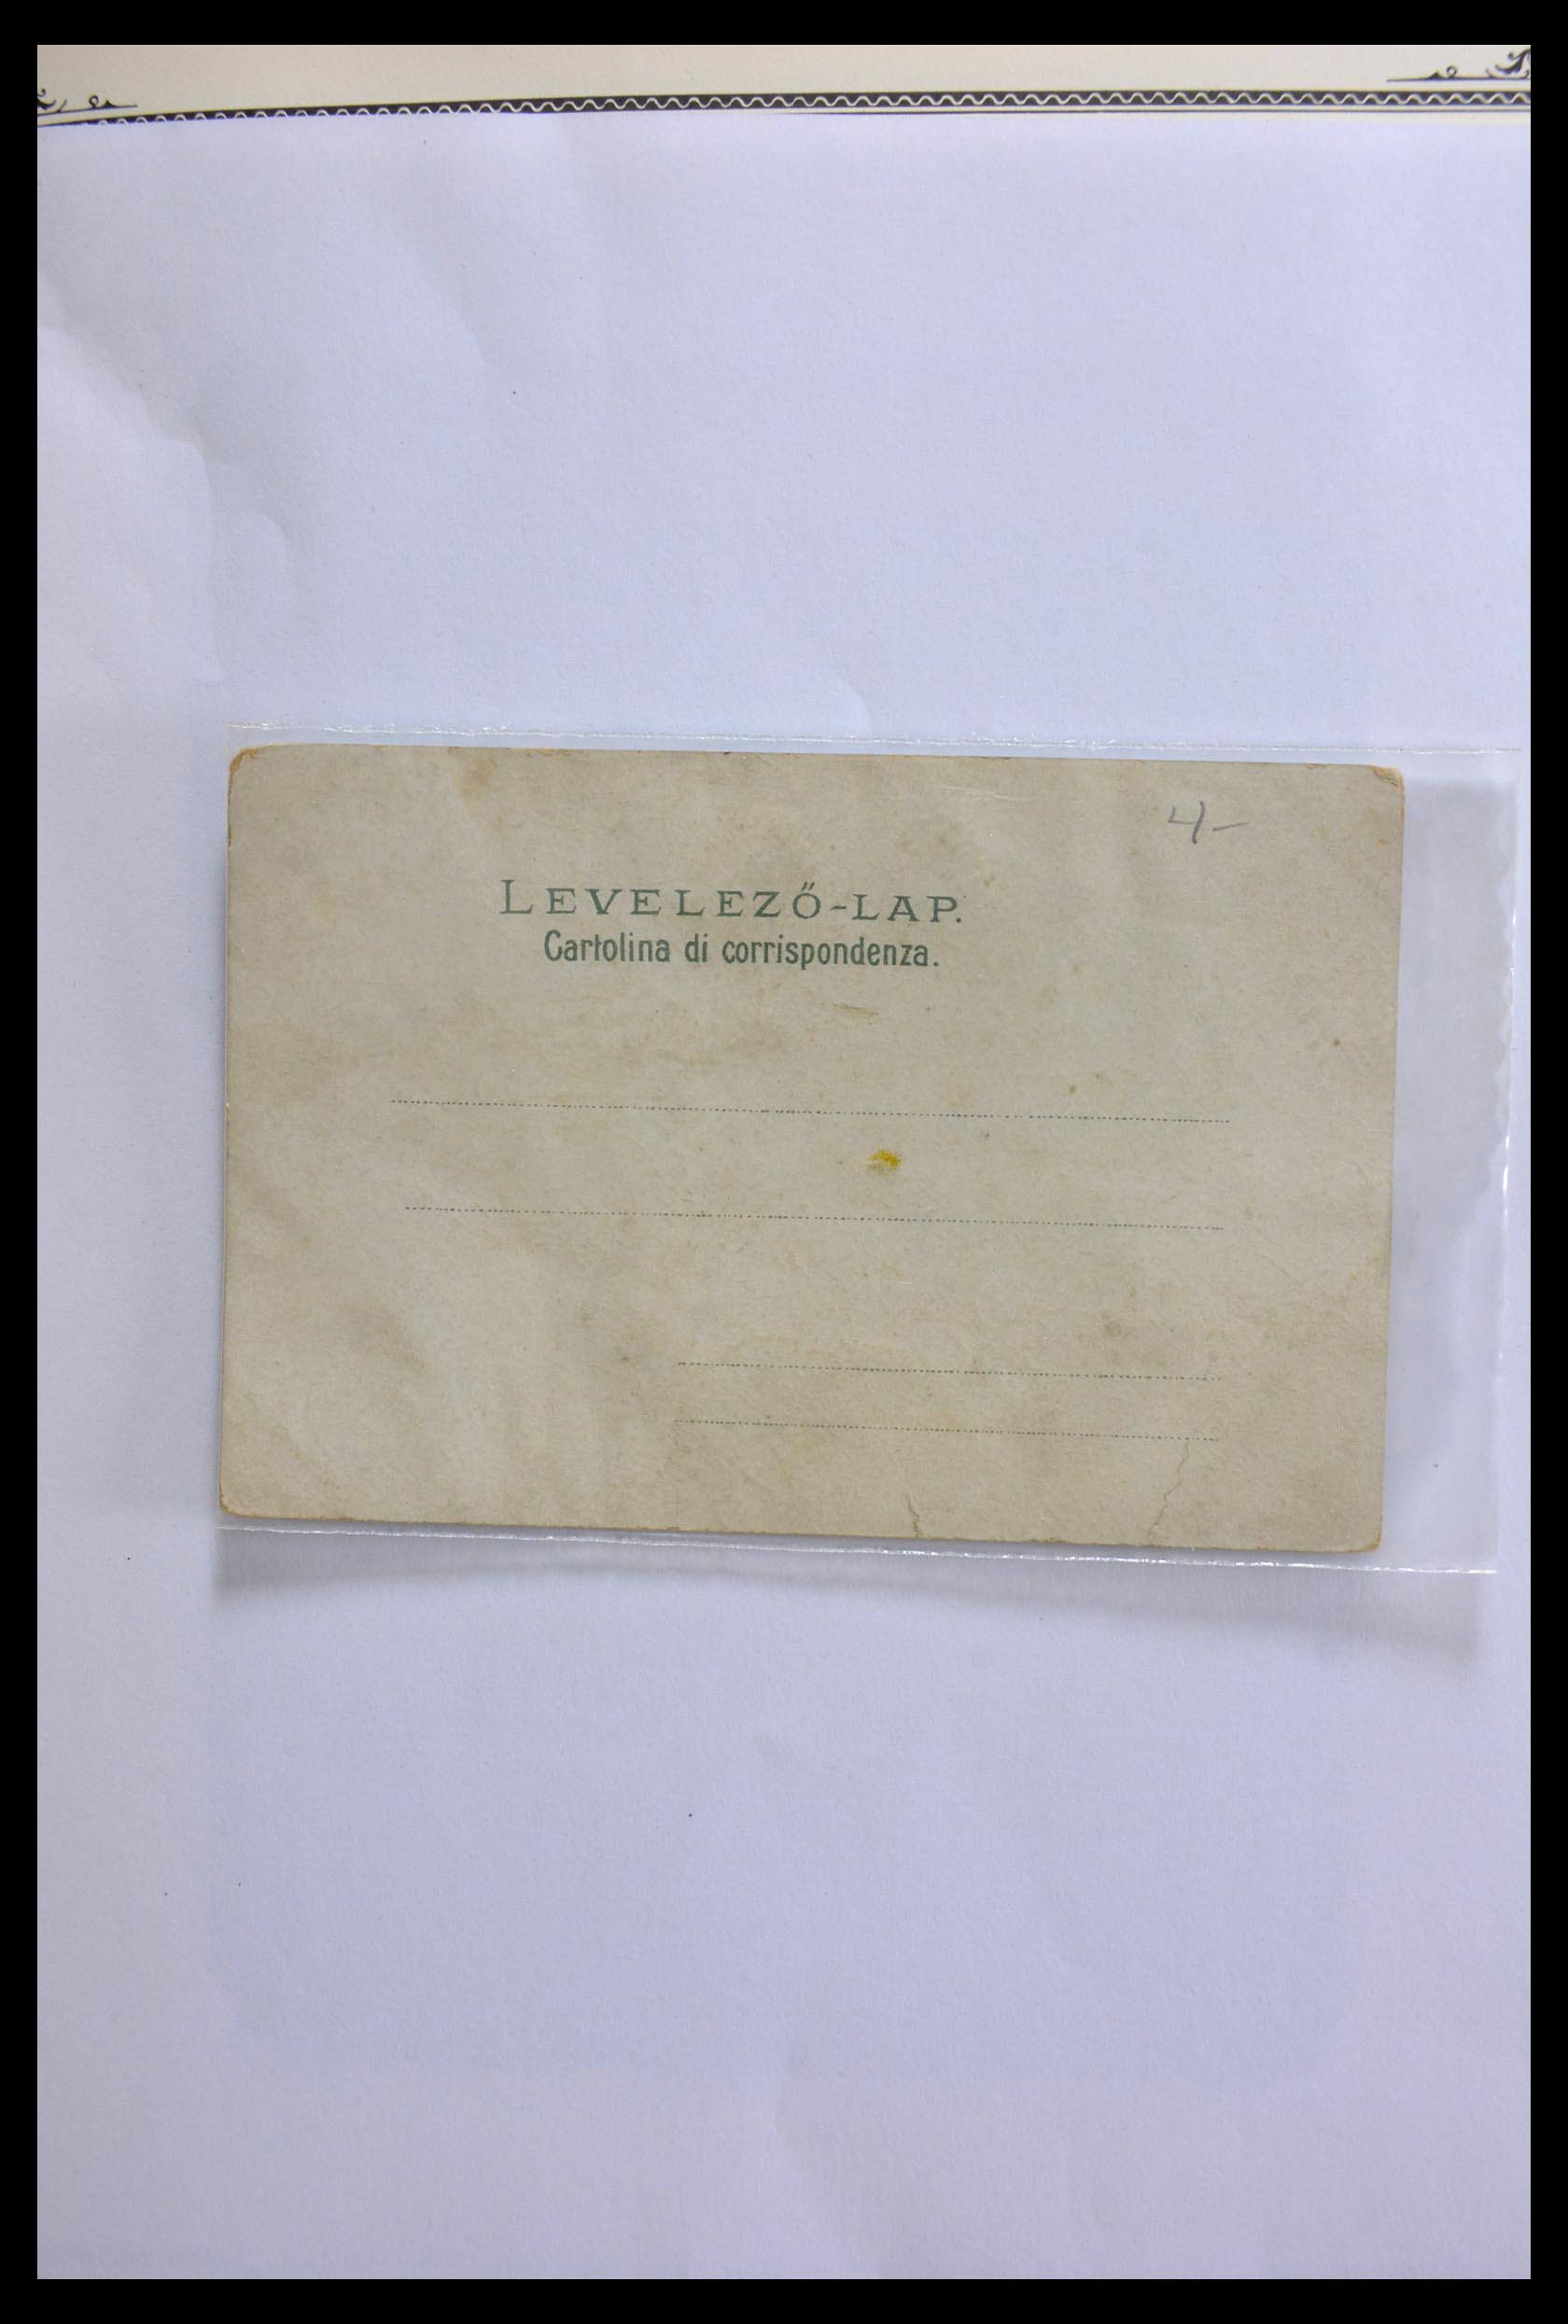 4-
LEVELEZŐ-LAP.
Cartolina di corrispondenza.